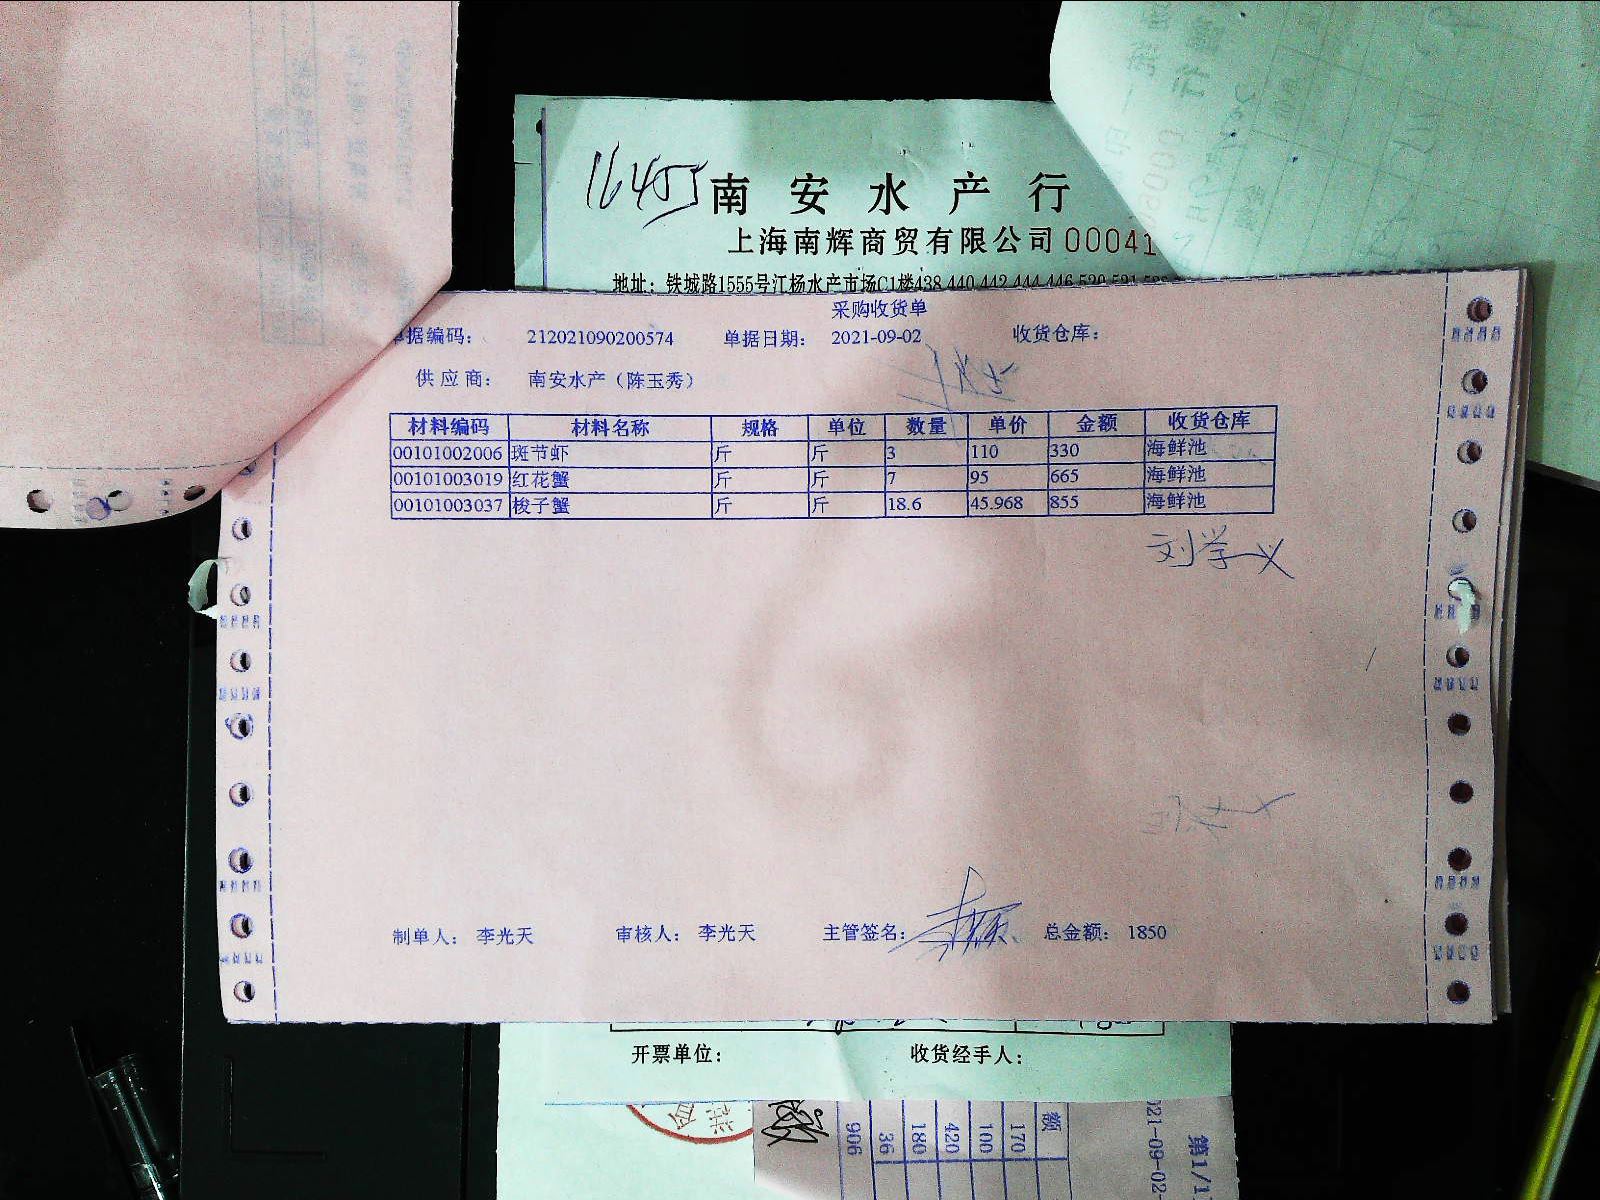 16455
南安水产行
上海南辉商贸有限公司 00041
地址：铁城路1555号江杨水产市场C1楼438.440.442.444.446.520.521
采购收货单
单据编码： 212021090200574 单据日期： 2021-09-02 收货仓库：
供应商： 南安水产（陈玉秀）
材料编码 材料名称 规格 单位 数量 单价 金额 收货仓库
00101002006 斑节虾 斤 斤 3 110 330 海鲜池
00101003019 红花蟹 斤 斤 7 95 665 海鲜池
00101003037 梭子蟹 斤 斤 18.6 45.968 855 海鲜池
刘学义
制单人： 李光天 审核人： 李光天 主管签名： 总金额： 1850
开票单位： 收货经手人：
额
170
100
420
180
36
906
021-09-02
第1/1